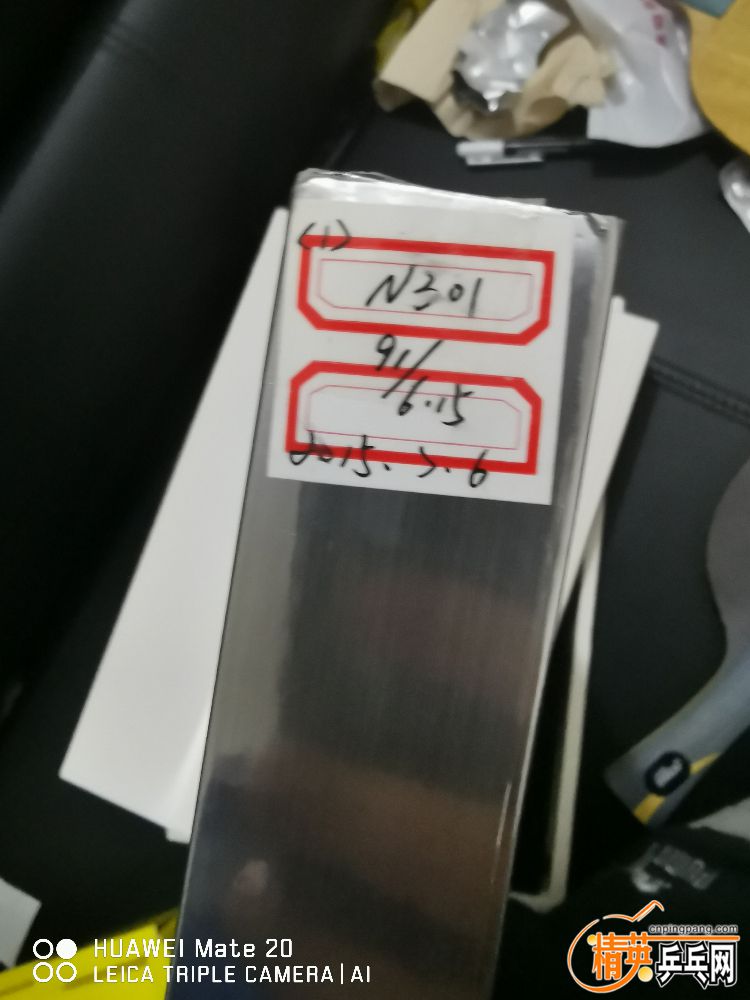 (1)
N301
91/6.15
2015.7.6
HUAWEI Mate 20
LEICA TRIPLE CAMERA|AI
cnpingpang.com
精英乒乓网